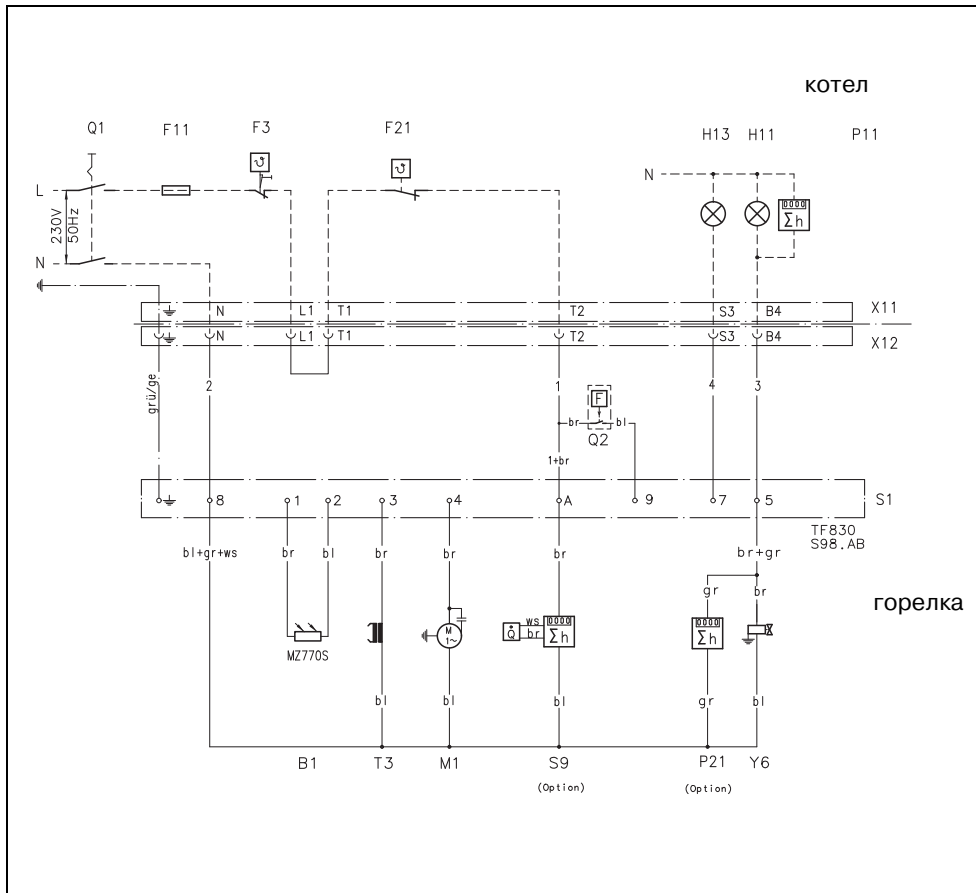 котел
Q1 F11 F3 F21 H13 H11 P11
N
L
0000
Σh
230V
50Hz
N
N L1 T1 T2 S3 B4 X11
N L1 T1 T2 S3 B4 X12
grü/ge 2 1 4 3
F
br bl
Q2
1+br
8 1 2 3 4 A 9 7 5 S1
TF830
S98.AB
bl+gr+ws br bl br br br br+gr
gr br
горелка
ws
br
Q
0000
Σh
M
1~
0000
Σh
MZ770S
bl bl bl gr bl
B1 T3 M1 S9 P21 Y6
(Option) (Option)